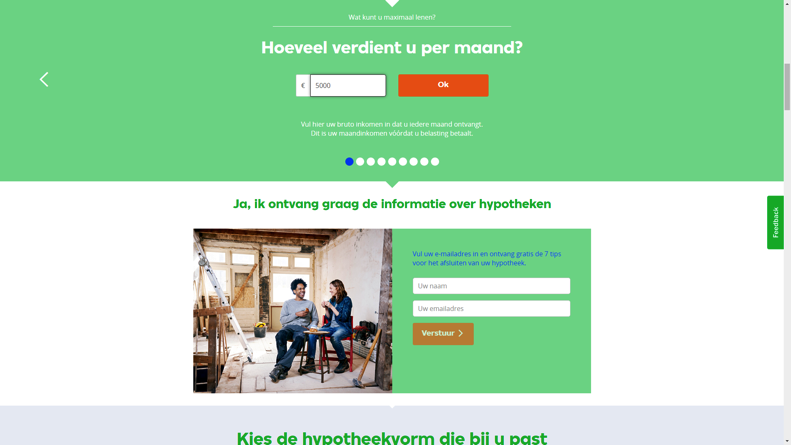 Wat kunt u maximaal lenen?
Hoeveel verdient u per maand?
€ 5000 Ok
Vul hier uw bruto inkomen in dat u iedere maand ontvangt.
Dit is uw maandinkomen vóórdat u belasting betaalt.
Feedback
Ja, ik ontvang graag de informatie over hypotheken
Vul uw e-mailadres in en ontvang gratis de 7 tips
voor het afsluiten van uw hypotheek.
Uw naam
Uw emailadres
Verstuur
Kies de hypotheekvorm die bij u past